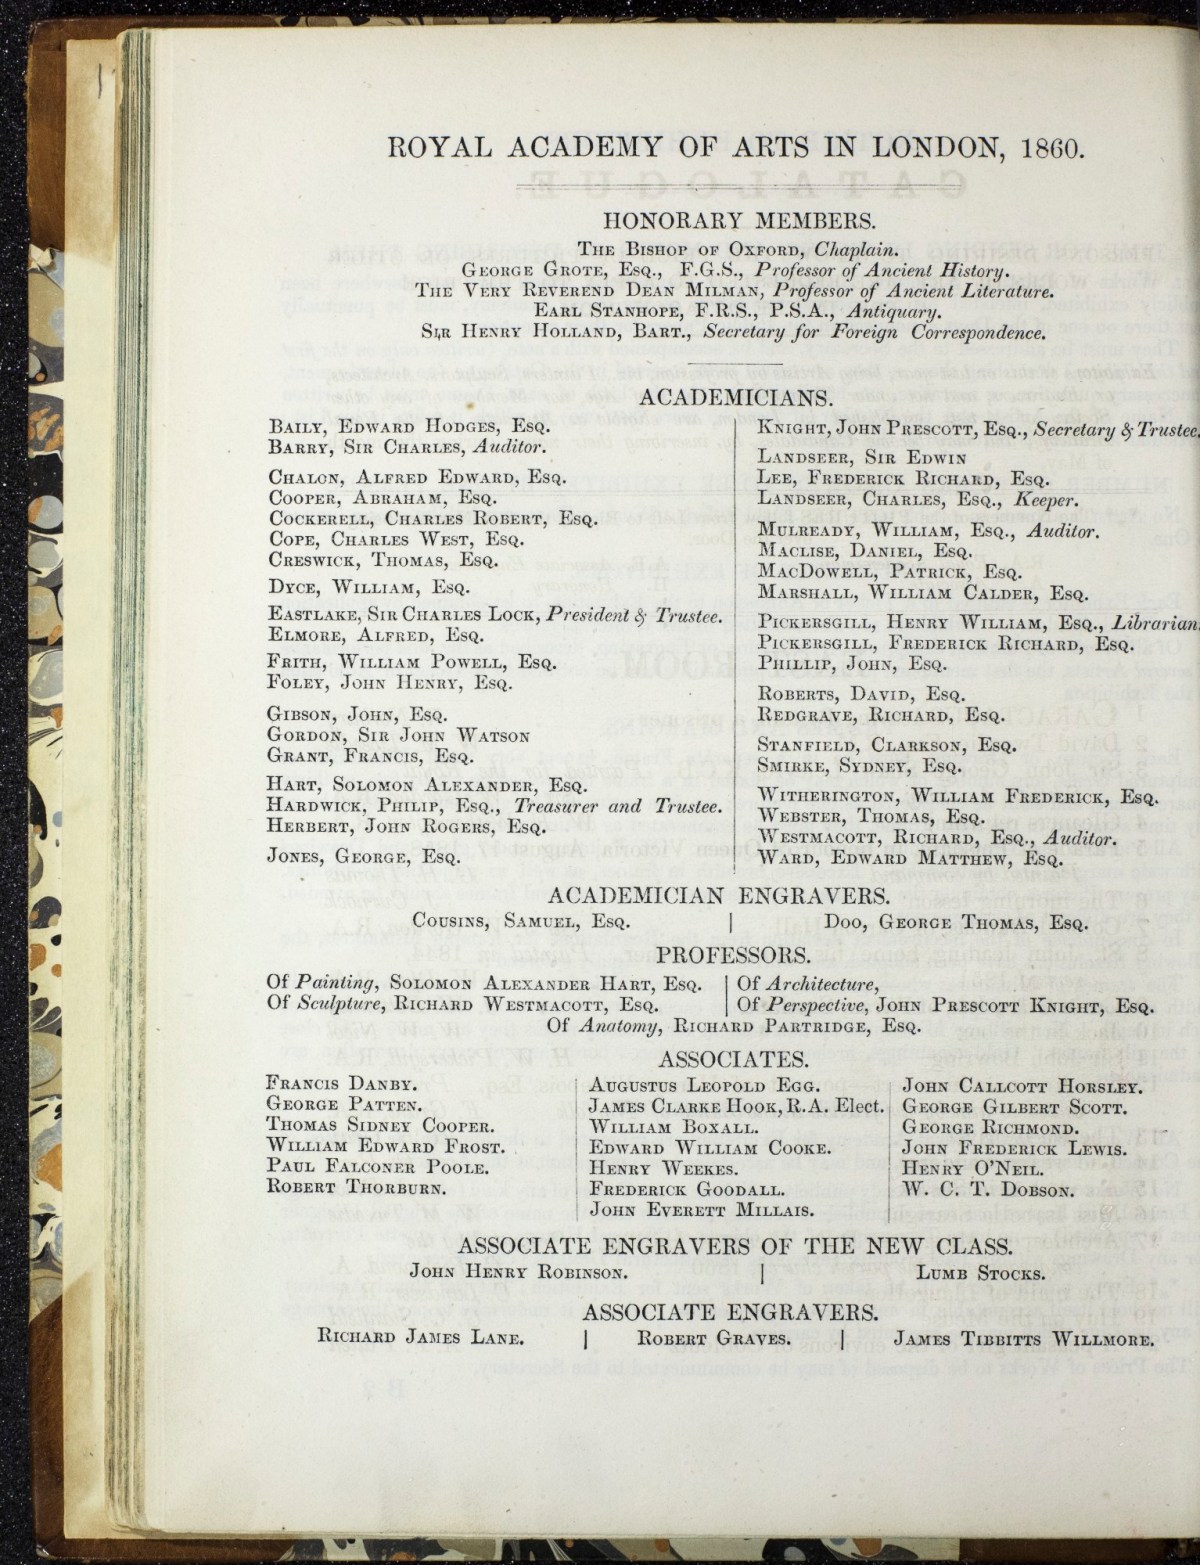 ROYAL ACADEMY OF ARTS IN LONDON, 1860.
HONORARY MEMBERS.
THE BISHOP OF OXFORD, Chaplain.
GEORGE GROTE, ESQ., F.G.S., Professor of Ancient History.
THE VERY REVEREND DEAN MILMAN, Professor of Ancient Literature.
EARL STANHOPE, F.R.S., P.S.A., Antiquary.
SIR HENRY HOLLAND, BART., Secretary for Foreign Correspondence.
ACADEMICIANS.
BAILY, EDWARD HODGES, ESQ.
BARRY, SIR CHARLES, Auditor.
CHALON, ALFRED EDWARD, ESQ.
COOPER, ABRAHAM, ESQ.
COCKERELL, CHARLES ROBERT, ESQ.
COPE, CHARLES WEST, ESQ.
CRESWICK, THOMAS, ESQ.
DYCE, WILLIAM, ESQ.
EASTLAKE, SIR CHARLES LOCK, President & Trustee.
ELMORE, ALFRED, ESQ.
FRITH, WILLIAM POWELL, ESQ.
FOLEY, JOHN HENRY, ESQ.
GIBSON, JOHN, ESQ.
GORDON, SIR JOHN WATSON
GRANT, FRANCIS, ESQ.
HART, SOLOMON ALEXANDER, ESQ.
HARDWICK, PHILIP, ESQ., Treasurer and Trustee.
HERBERT, JOHN ROGERS, ESQ.
JONES, GEORGE, ESQ.
KNIGHT, JOHN PRESCOTT, ESQ., Secretary & Trustee.
LANDSEER, SIR EDWIN
LEE, FREDERICK RICHARD, ESQ.
LANDSEER, CHARLES, ESQ., Keeper.
MULREADY, WILLIAM, ESQ., Auditor.
MACLISE, DANIEL, ESQ.
MACDOWELL, PATRICK, ESQ.
MARSHALL, WILLIAM CALDER, ESQ.
PICKERSGILL, HENRY WILLIAM, ESQ., Librarian.
PICKERSGILL, FREDERICK RICHARD, ESQ.
PHILLIP, JOHN, ESQ.
ROBERTS, DAVID, ESQ.
REDGRAVE, RICHARD, ESQ.
STANFIELD, CLARKSON, ESQ.
SMIRKE, SYDNEY, ESQ.
WITHERINGTON, WILLIAM FREDERICK, ESQ.
WEBSTER, THOMAS, ESQ.
WESTMACOTT, RICHARD, ESQ., Auditor.
WARD, EDWARD MATTHEW, ESQ.
ACADEMICIAN ENGRAVERS.
COUSINS, SAMUEL, ESQ. | DOO, GEORGE THOMAS, ESQ.
PROFESSORS.
Of Painting, SOLOMON ALEXANDER HART, ESQ. | Of Architecture,
Of Sculpture, RICHARD WESTMACOTT, ESQ. | Of Perspective, JOHN PRESCOTT KNIGHT, ESQ.
Of Anatomy, RICHARD PARTRIDGE, ESQ.
ASSOCIATES.
FRANCIS DANBY.
GEORGE PATTEN.
THOMAS SIDNEY COOPER.
WILLIAM EDWARD FROST.
PAUL FALCONER POOLE.
ROBERT THORBURN.
AUGUSTUS LEOPOLD EGG.
JAMES CLARKE HOOK, R.A. Elect.
WILLIAM BOXALL.
EDWARD WILLIAM COOKE.
HENRY WEEKES.
FREDERICK GOODALL.
JOHN EVERETT MILLAIS.
JOHN CALLCOTT HORSLEY.
GEORGE GILBERT SCOTT.
GEORGE RICHMOND.
JOHN FREDERICK LEWIS.
HENRY O'NEIL.
W. C. T. DOBSON.
ASSOCIATE ENGRAVERS OF THE NEW CLASS.
JOHN HENRY ROBINSON. | LUMB STOCKS.
ASSOCIATE ENGRAVERS.
RICHARD JAMES LANE. | ROBERT GRAVES. | JAMES TIBBITTS WILLMORE.